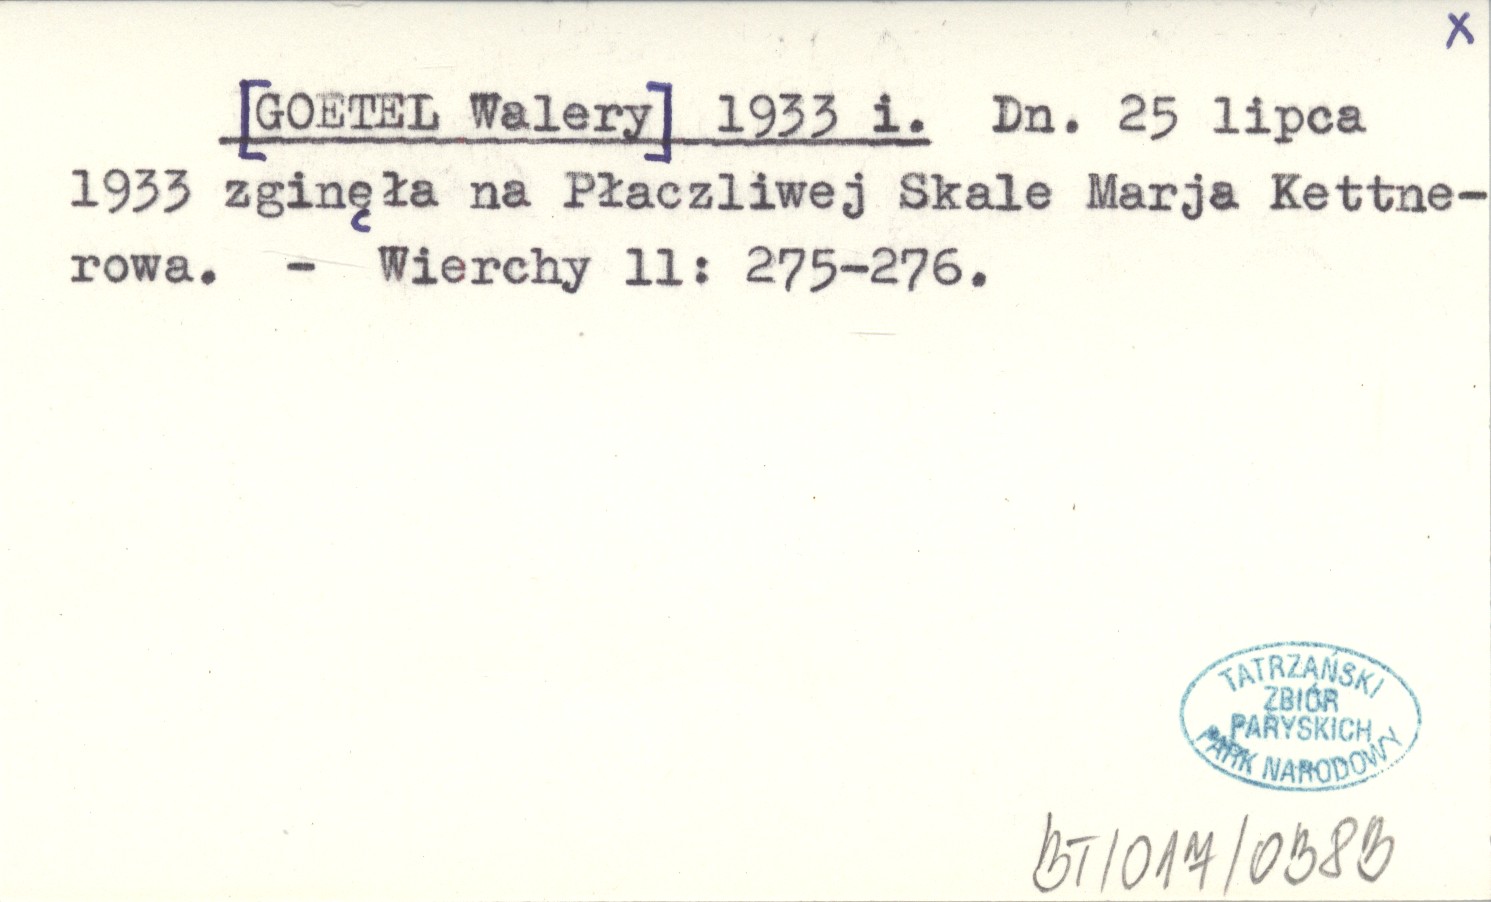 x
[GOETEL Walery] 1933 i. Dn. 25 lipca
1933 zginęła na Płaczliwej Skale Marja Kettne-
rowa. - Wierchy 11: 275-276.
TATRZAŃSKI
ZBIÓR
PARYSKICH
PARK NARODOWY
BT/017/0383